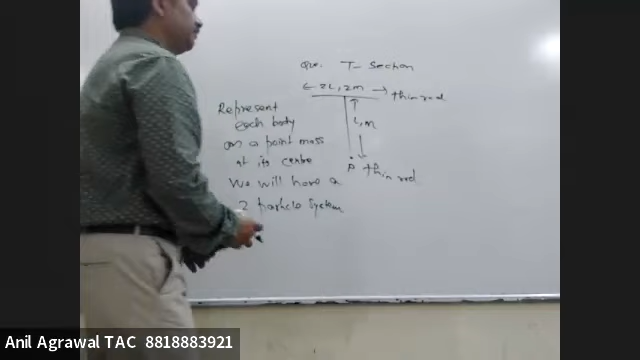 Que. T- Section
← 2L, 2m → thin rod
Represent
each body
as a point mass
at its centre
L, m
P thin rod
We will have a
2 particle system
Anil Agrawal TAC 8818883921